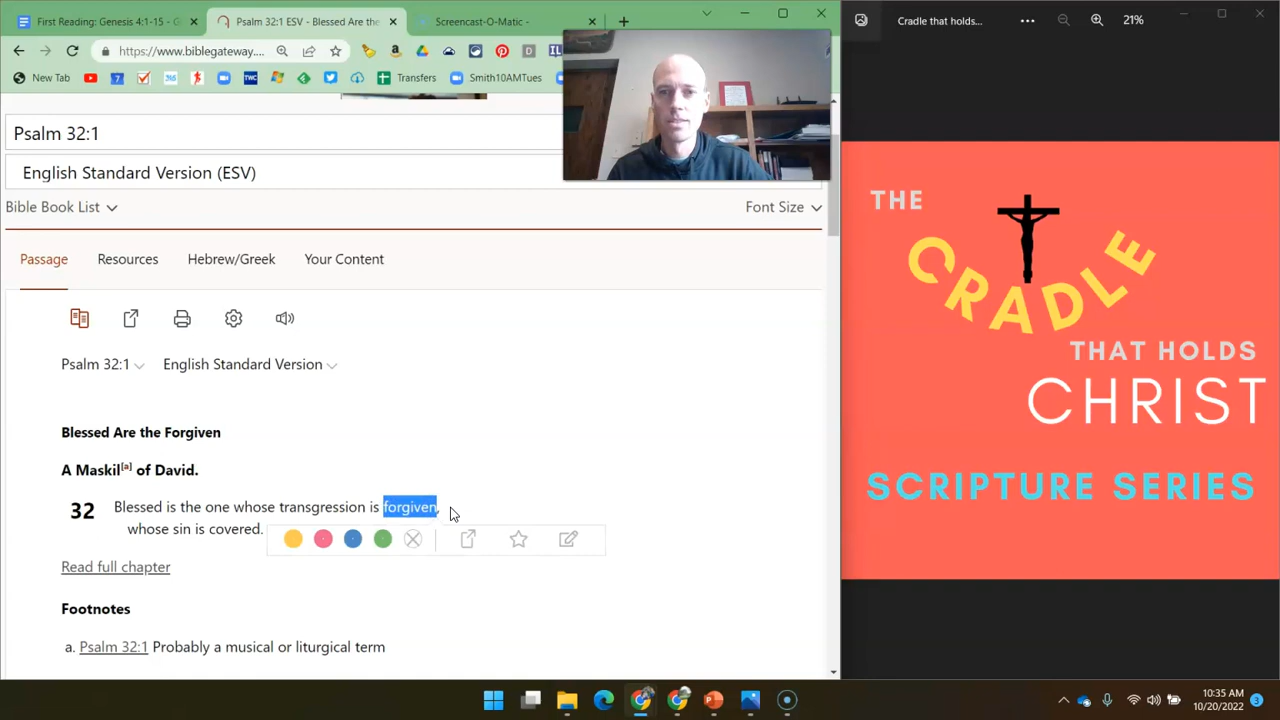 First Reading: Genesis 4:1-15 - G
Psalm 32:1 ESV - Blessed Are the
Screencast-O-Matic -
https://www.biblegateway....
New Tab
Transfers
Smith10AMTues
Psalm 32:1
English Standard Version (ESV)
Bible Book List
Font Size
Passage
Resources
Hebrew/Greek
Your Content
Psalm 32:1
English Standard Version
Blessed Are the Forgiven
A Maskil[a] of David.
32 Blessed is the one whose transgression is forgiven,
whose sin is covered.
Read full chapter
Footnotes
a. Psalm 32:1 Probably a musical or liturgical term
Cradle that holds...
21%
THE
CRADLE
THAT HOLDS
CHRIST
SCRIPTURE SERIES
10:35 AM
10/20/2022
3